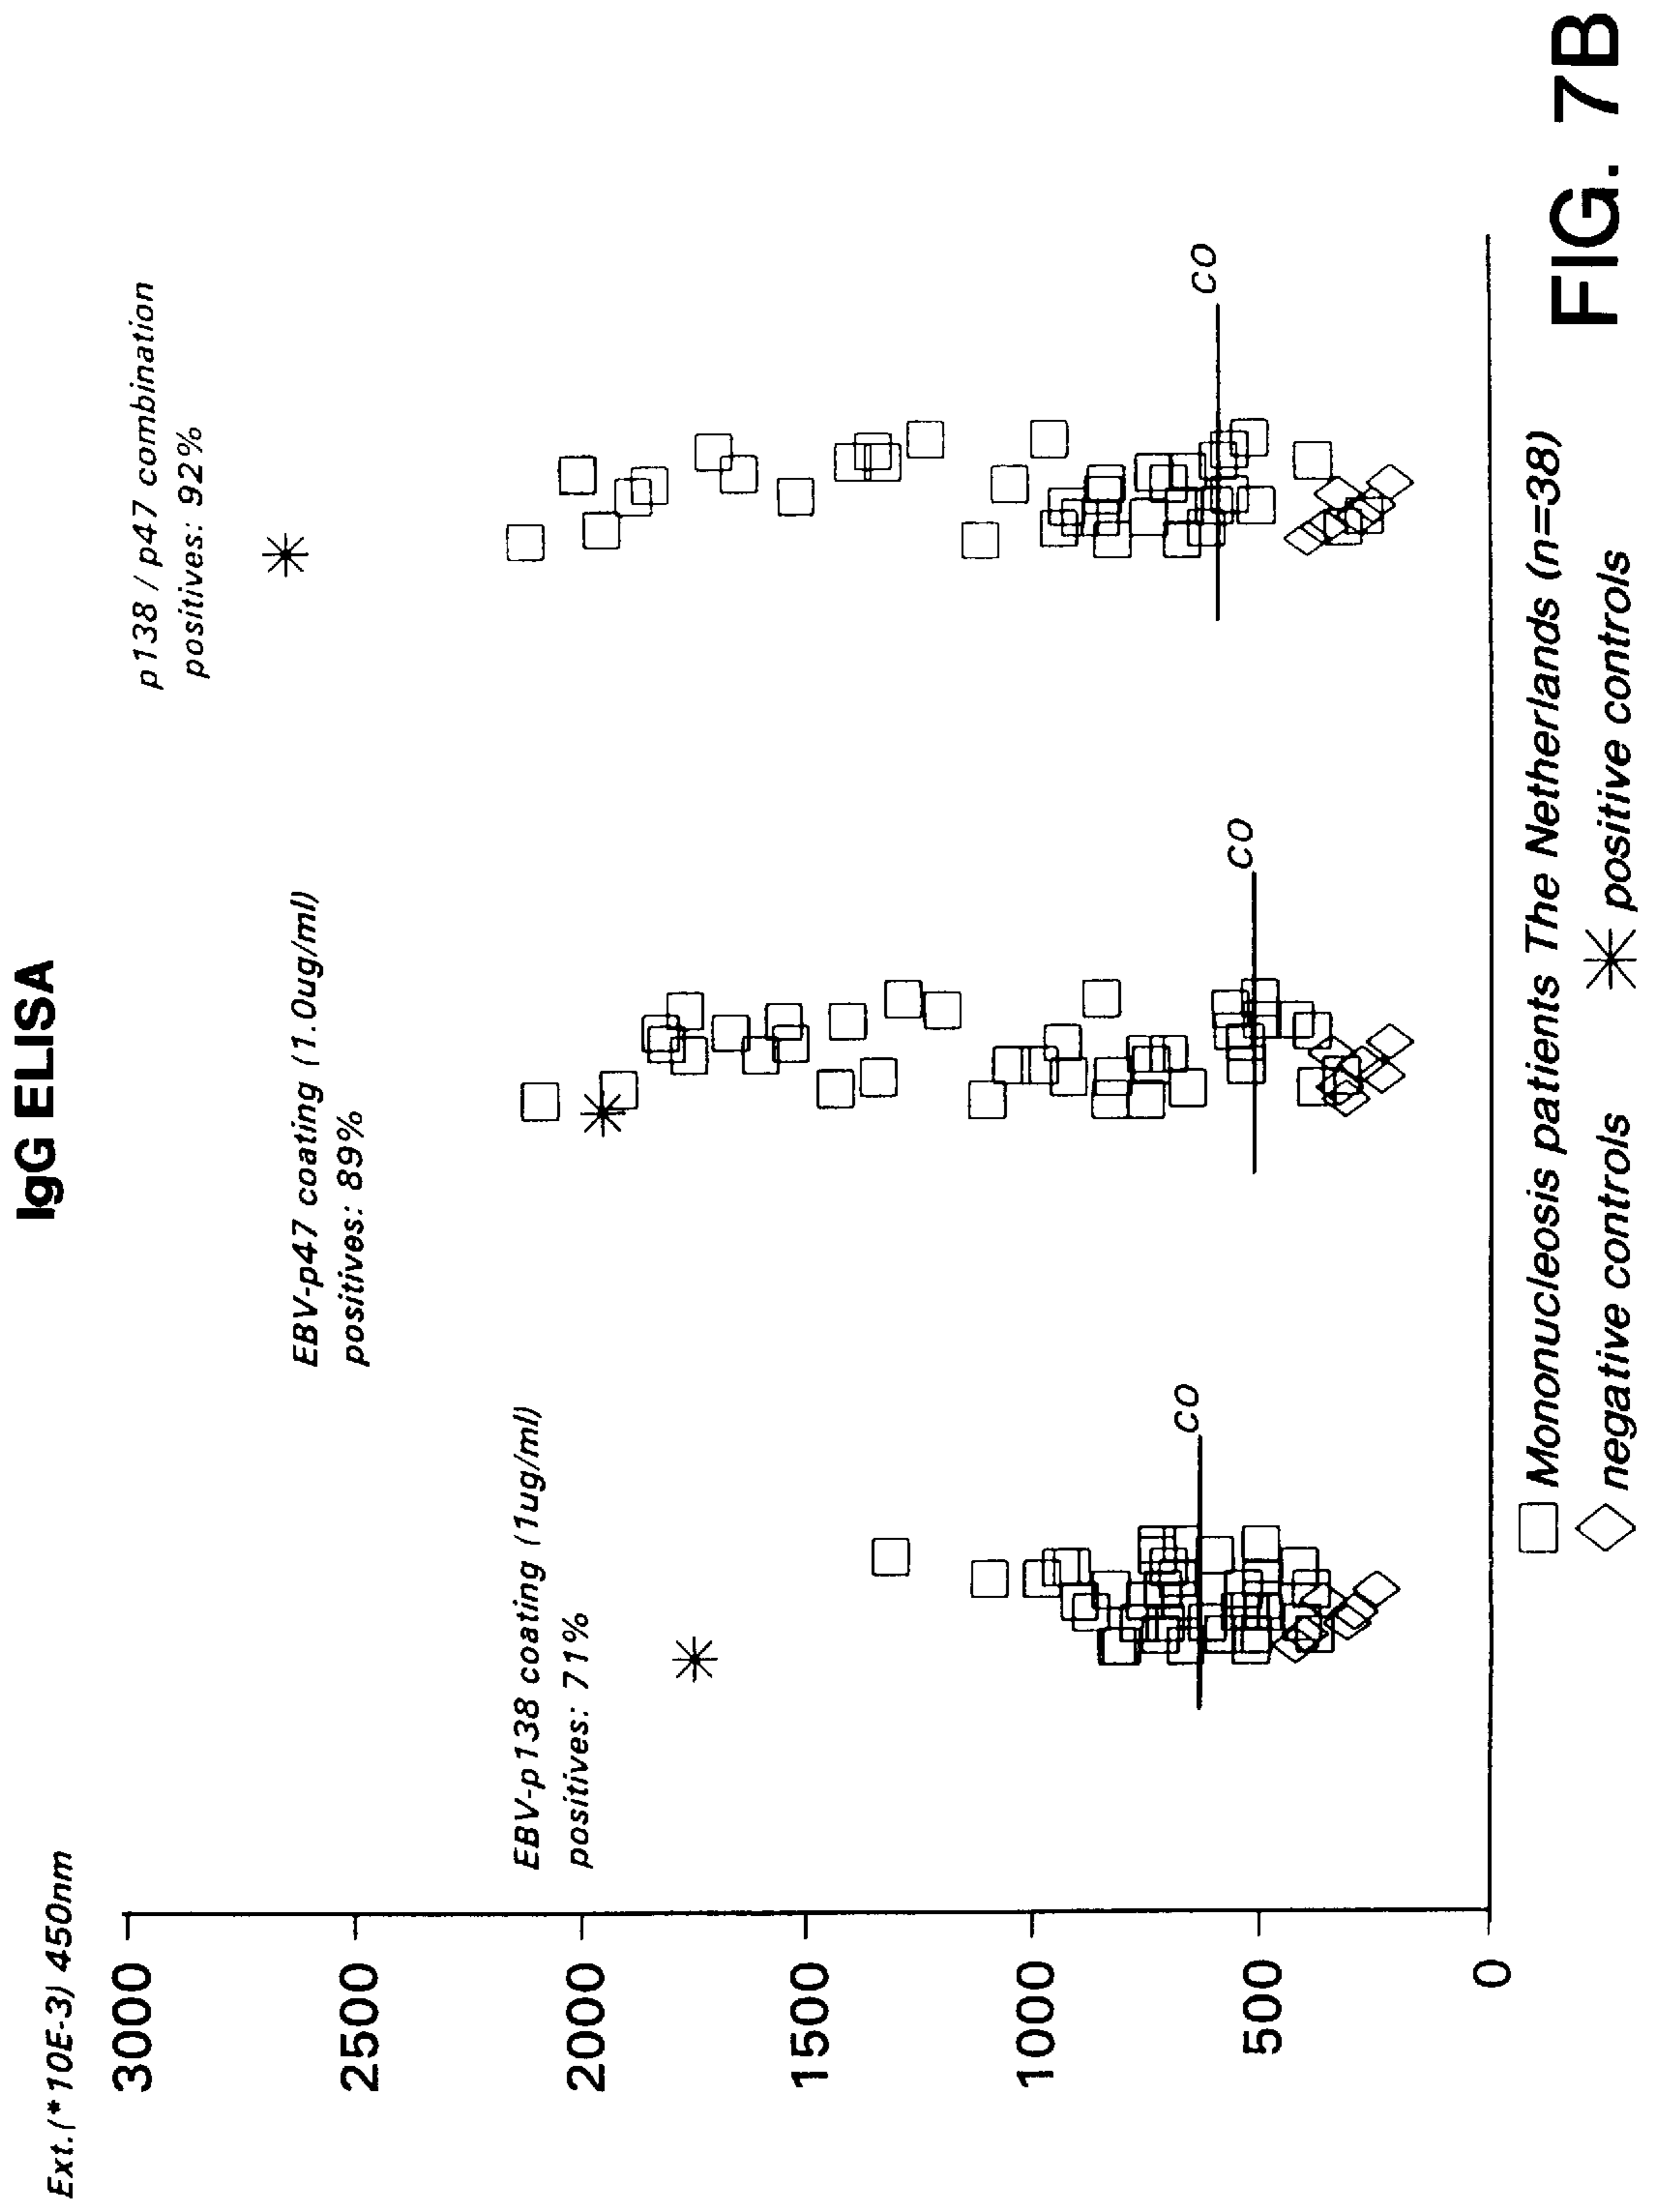 IgG ELISA
Ext.(*10E-3) 450nm
3000
2500
2000
1500
1000
500
0
EBV-p138 coating (1ug/ml)
positives: 71%
CO
EBV-p47 coating (1.0ug/ml)
positives: 89%
CO
p138 / p47 combination
positives: 92%
CO
Mononucleosis patients The Netherlands (n=38)
negative controls
positive controls
FIG. 7B